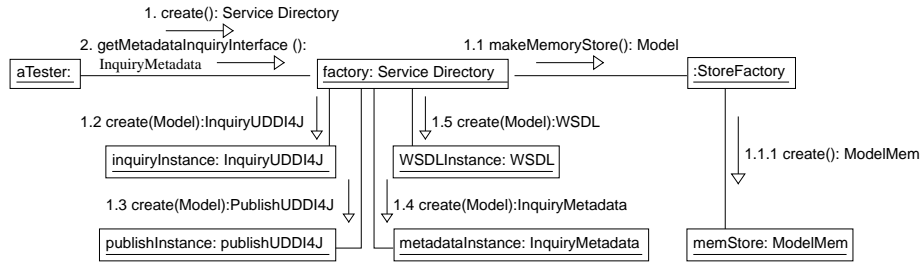 1. create(): Service Directory
2. getMetadataInquiryInterface ():
InquiryMetadata
1.1 makeMemoryStore(): Model
aTester:
factory: Service Directory
:StoreFactory
1.2 create(Model):InquiryUDDI4J
1.5 create(Model):WSDL
inquiryInstance: InquiryUDDI4J
WSDLInstance: WSDL
1.1.1 create(): ModelMem
1.3 create(Model):PublishUDDI4J
1.4 create(Model):InquiryMetadata
publishInstance: publishUDDI4J
metadataInstance: InquiryMetadata
memStore: ModelMem